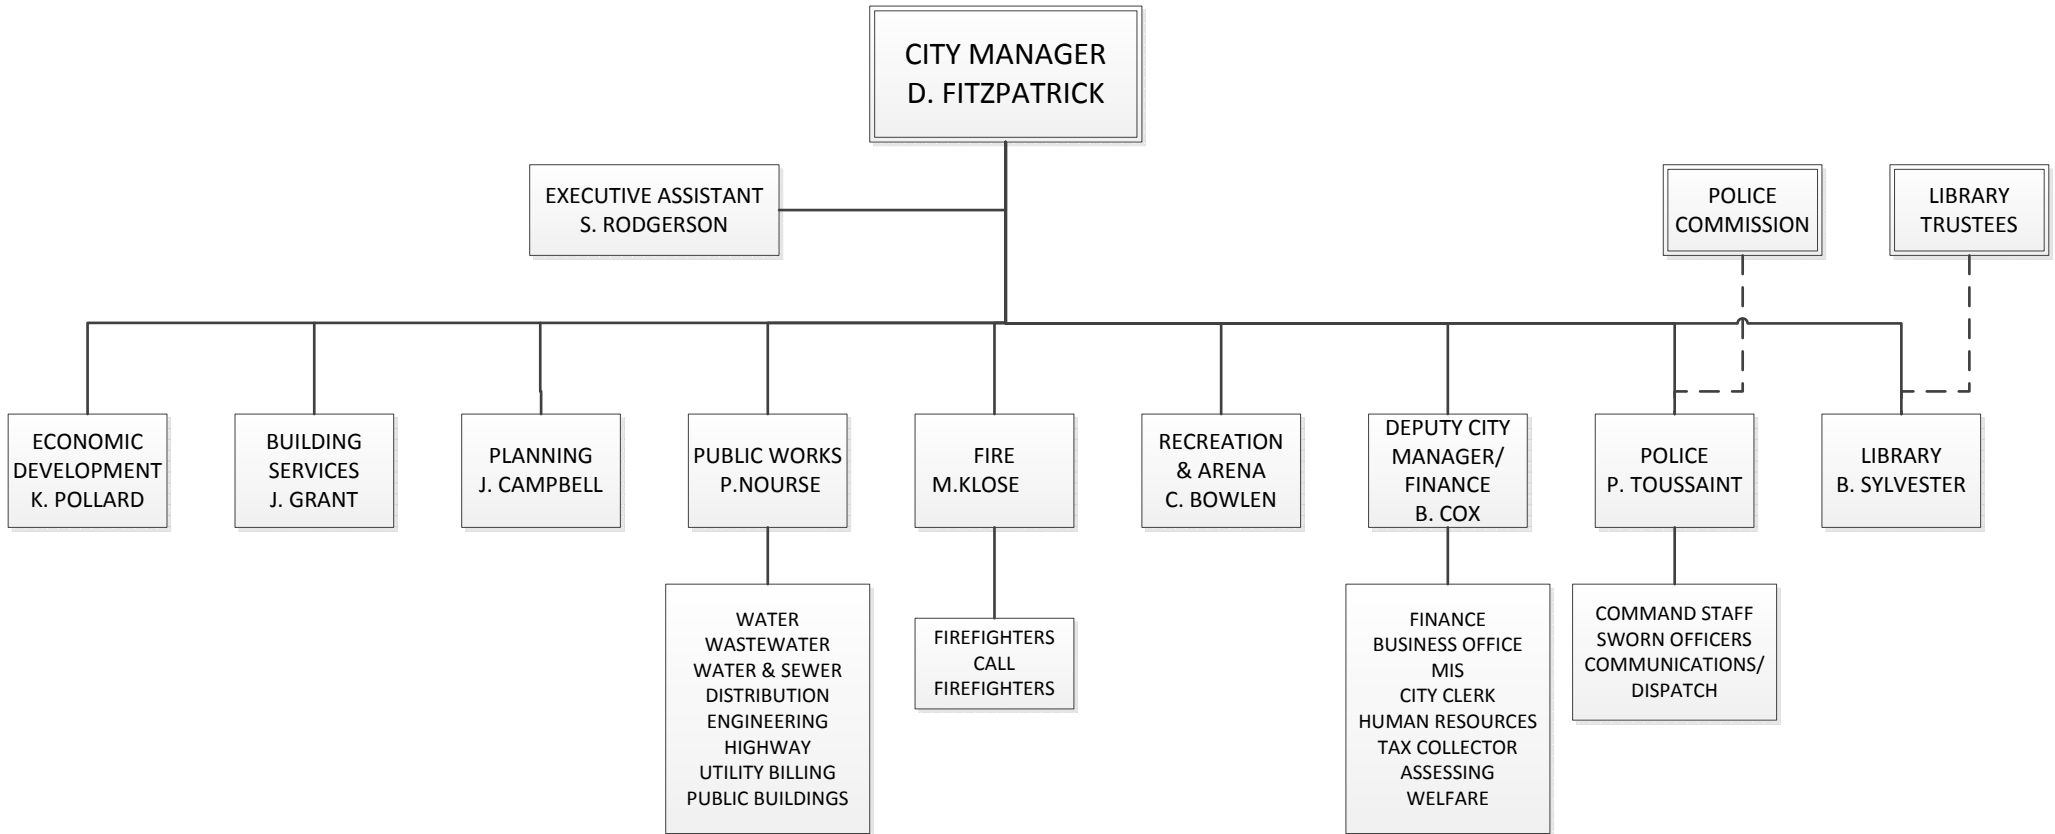 CITY MANAGER
D. FITZPATRICK
EXECUTIVE ASSISTANT
S. RODGERSON
POLICE
COMMISSION
LIBRARY
TRUSTEES
ECONOMIC
DEVELOPMENT
K. POLLARD
BUILDING
SERVICES
J. GRANT
PLANNING
J. CAMPBELL
PUBLIC WORKS
P.NOURSE
FIRE
M.KLOSE
RECREATION
& ARENA
C. BOWLEN
DEPUTY CITY
MANAGER/
FINANCE
B. COX
POLICE
P. TOUSSAINT
LIBRARY
B. SYLVESTER
WATER
WASTEWATER
WATER & SEWER
DISTRIBUTION
ENGINEERING
HIGHWAY
UTILITY BILLING
PUBLIC BUILDINGS
FIREFIGHTERS
CALL
FIREFIGHTERS
FINANCE
BUSINESS OFFICE
MIS
CITY CLERK
HUMAN RESOURCES
TAX COLLECTOR
ASSESSING
WELFARE
COMMAND STAFF
SWORN OFFICERS
COMMUNICATIONS/
DISPATCH